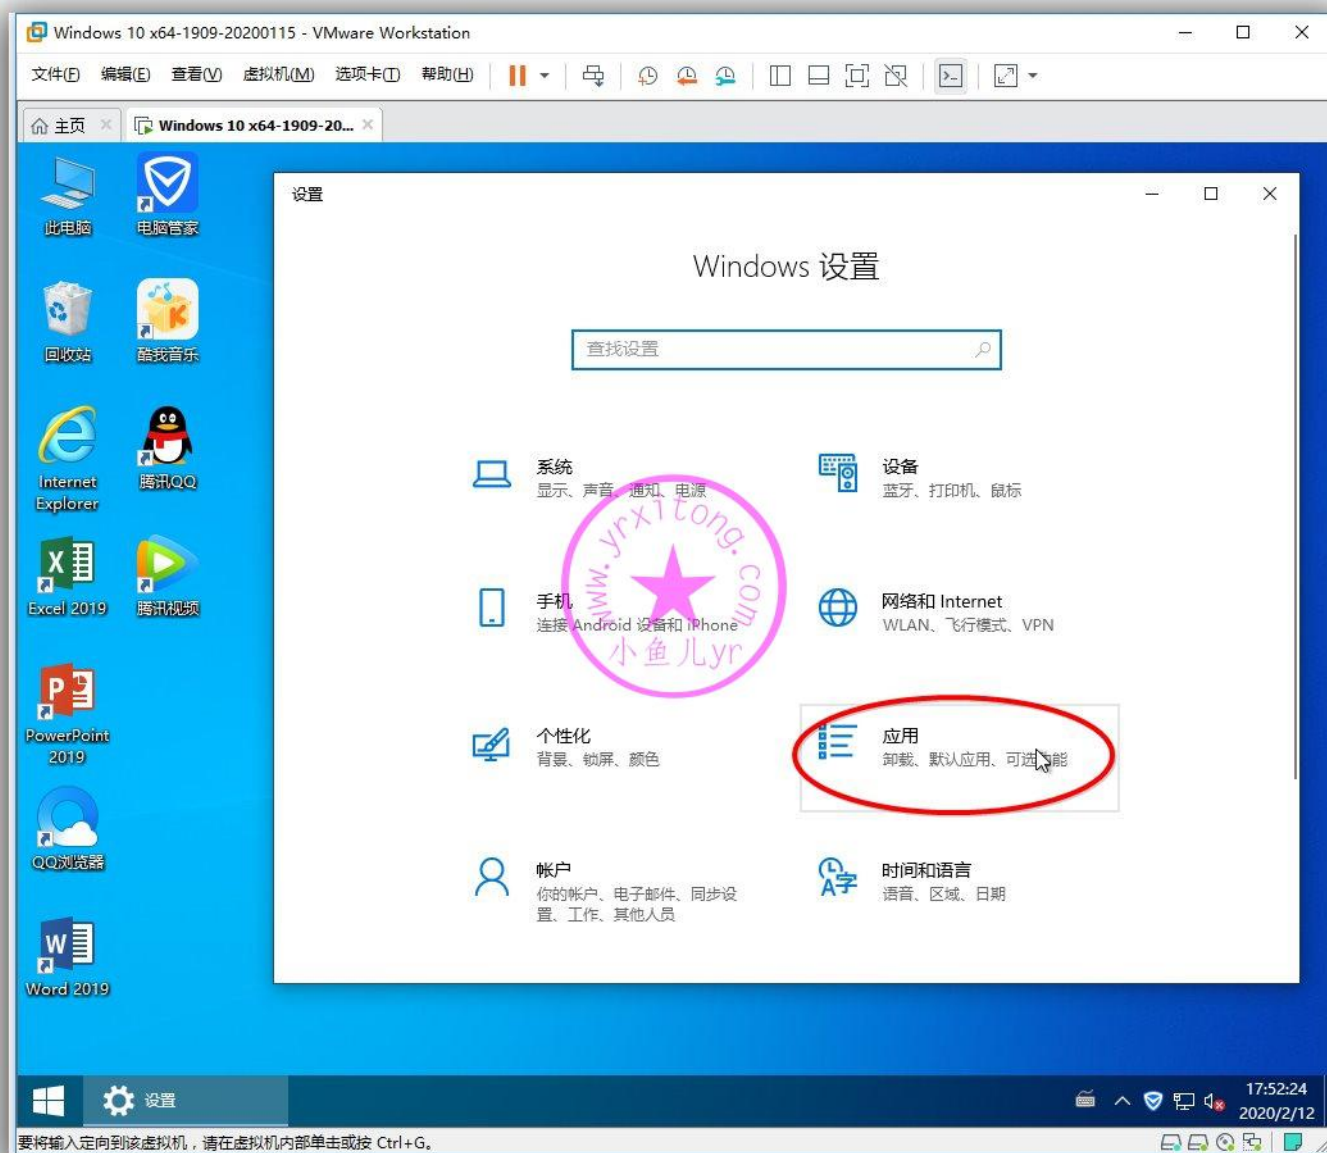 Windows 10 x64-1909-20200115 - VMware Workstation
文件(F) 编辑(E) 查看(V) 虚拟机(M) 选项卡(T) 帮助(H)
主页
Windows 10 x64-1909-20...
此电脑
电脑管家
回收站
酷我音乐
Internet
Explorer
腾讯QQ
Excel 2019
腾讯视频
PowerPoint
2019
QQ浏览器
Word 2019
设置
Windows 设置
查找设置
系统
显示、声音、通知、电源
设备
蓝牙、打印机、鼠标
手机
连接 Android 设备和 iPhone
网络和 Internet
WLAN、飞行模式、VPN
个性化
背景、锁屏、颜色
应用
卸载、默认应用、可选功能
帐户
你的帐户、电子邮件、同步设
置、工作、其他人员
时间和语言
语音、区域、日期
www.yrxitong.com
小鱼儿yr
设置
17:52:24
2020/2/12
要将输入定向到该虚拟机，请在虚拟机内部单击或按 Ctrl+G。